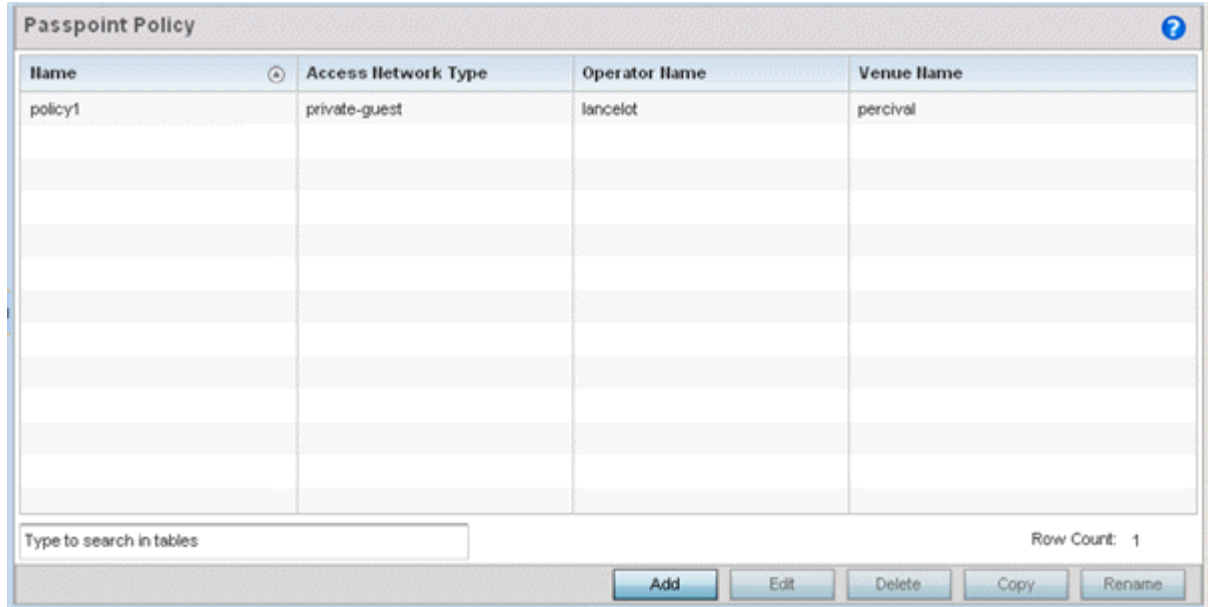 Passpoint Policy
?
Name Access Network Type Operator Name Venue Name
policy1 private-guest lancelot percival
Type to search in tables Row Count: 1
Add Edit Delete Copy Rename